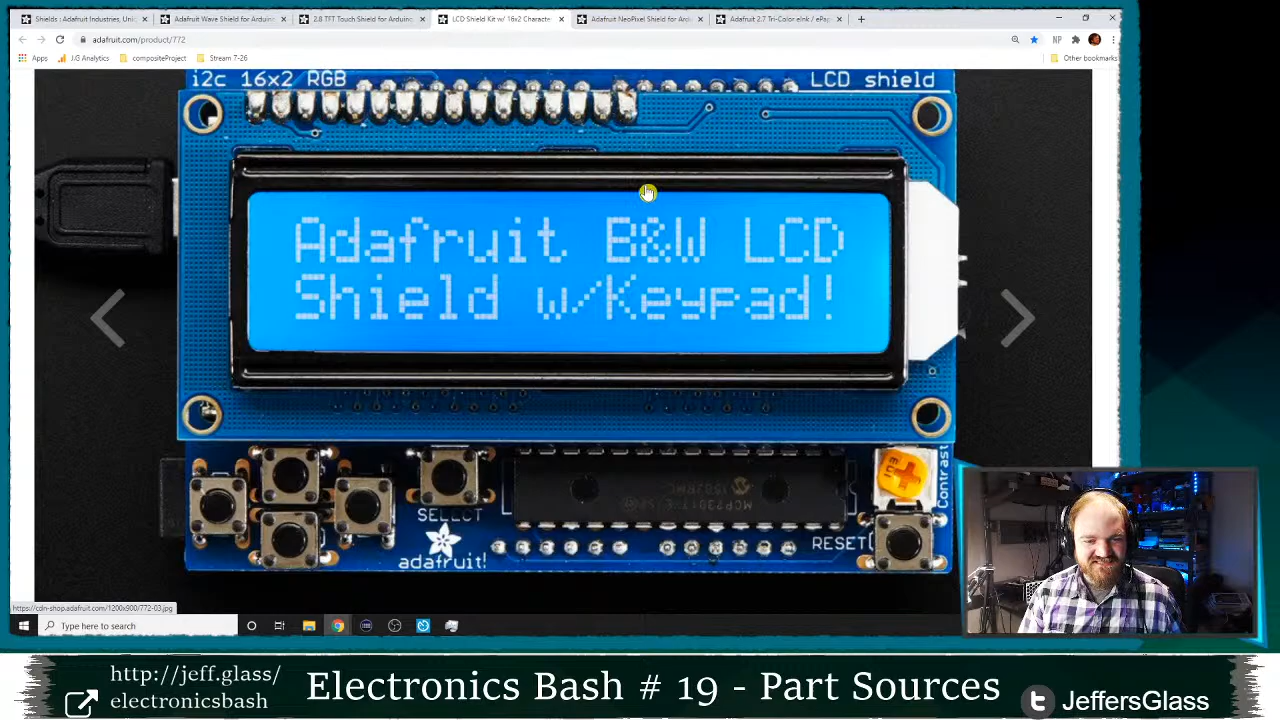 Shields : Adafruit Industries, Uniq
Adafruit Wave Shield for Arduino
2.8 TFT Touch Shield for Arduino
LCD Shield Kit w/ 16x2 Characte
Adafruit NeoPixel Shield for Ard
Adafruit 2.7 Tri-Color eInk / ePap
adafruit.com/product/772
NP
Apps
J.G Analytics
compositeProject
Stream 7-26
Other bookmarks
i2c 16x2 RGB
LCD shield
Adafruit B&W LCD
Shield w/Keypad!
SELECT
Contrast
RESET
adafruit!
https://cdn-shop.adafruit.com/1200x900/772-03.jpg
Type here to search
http://jeff.glass/
electronicsbash
Electronics Bash # 19 - Part Sources
JeffersGlass